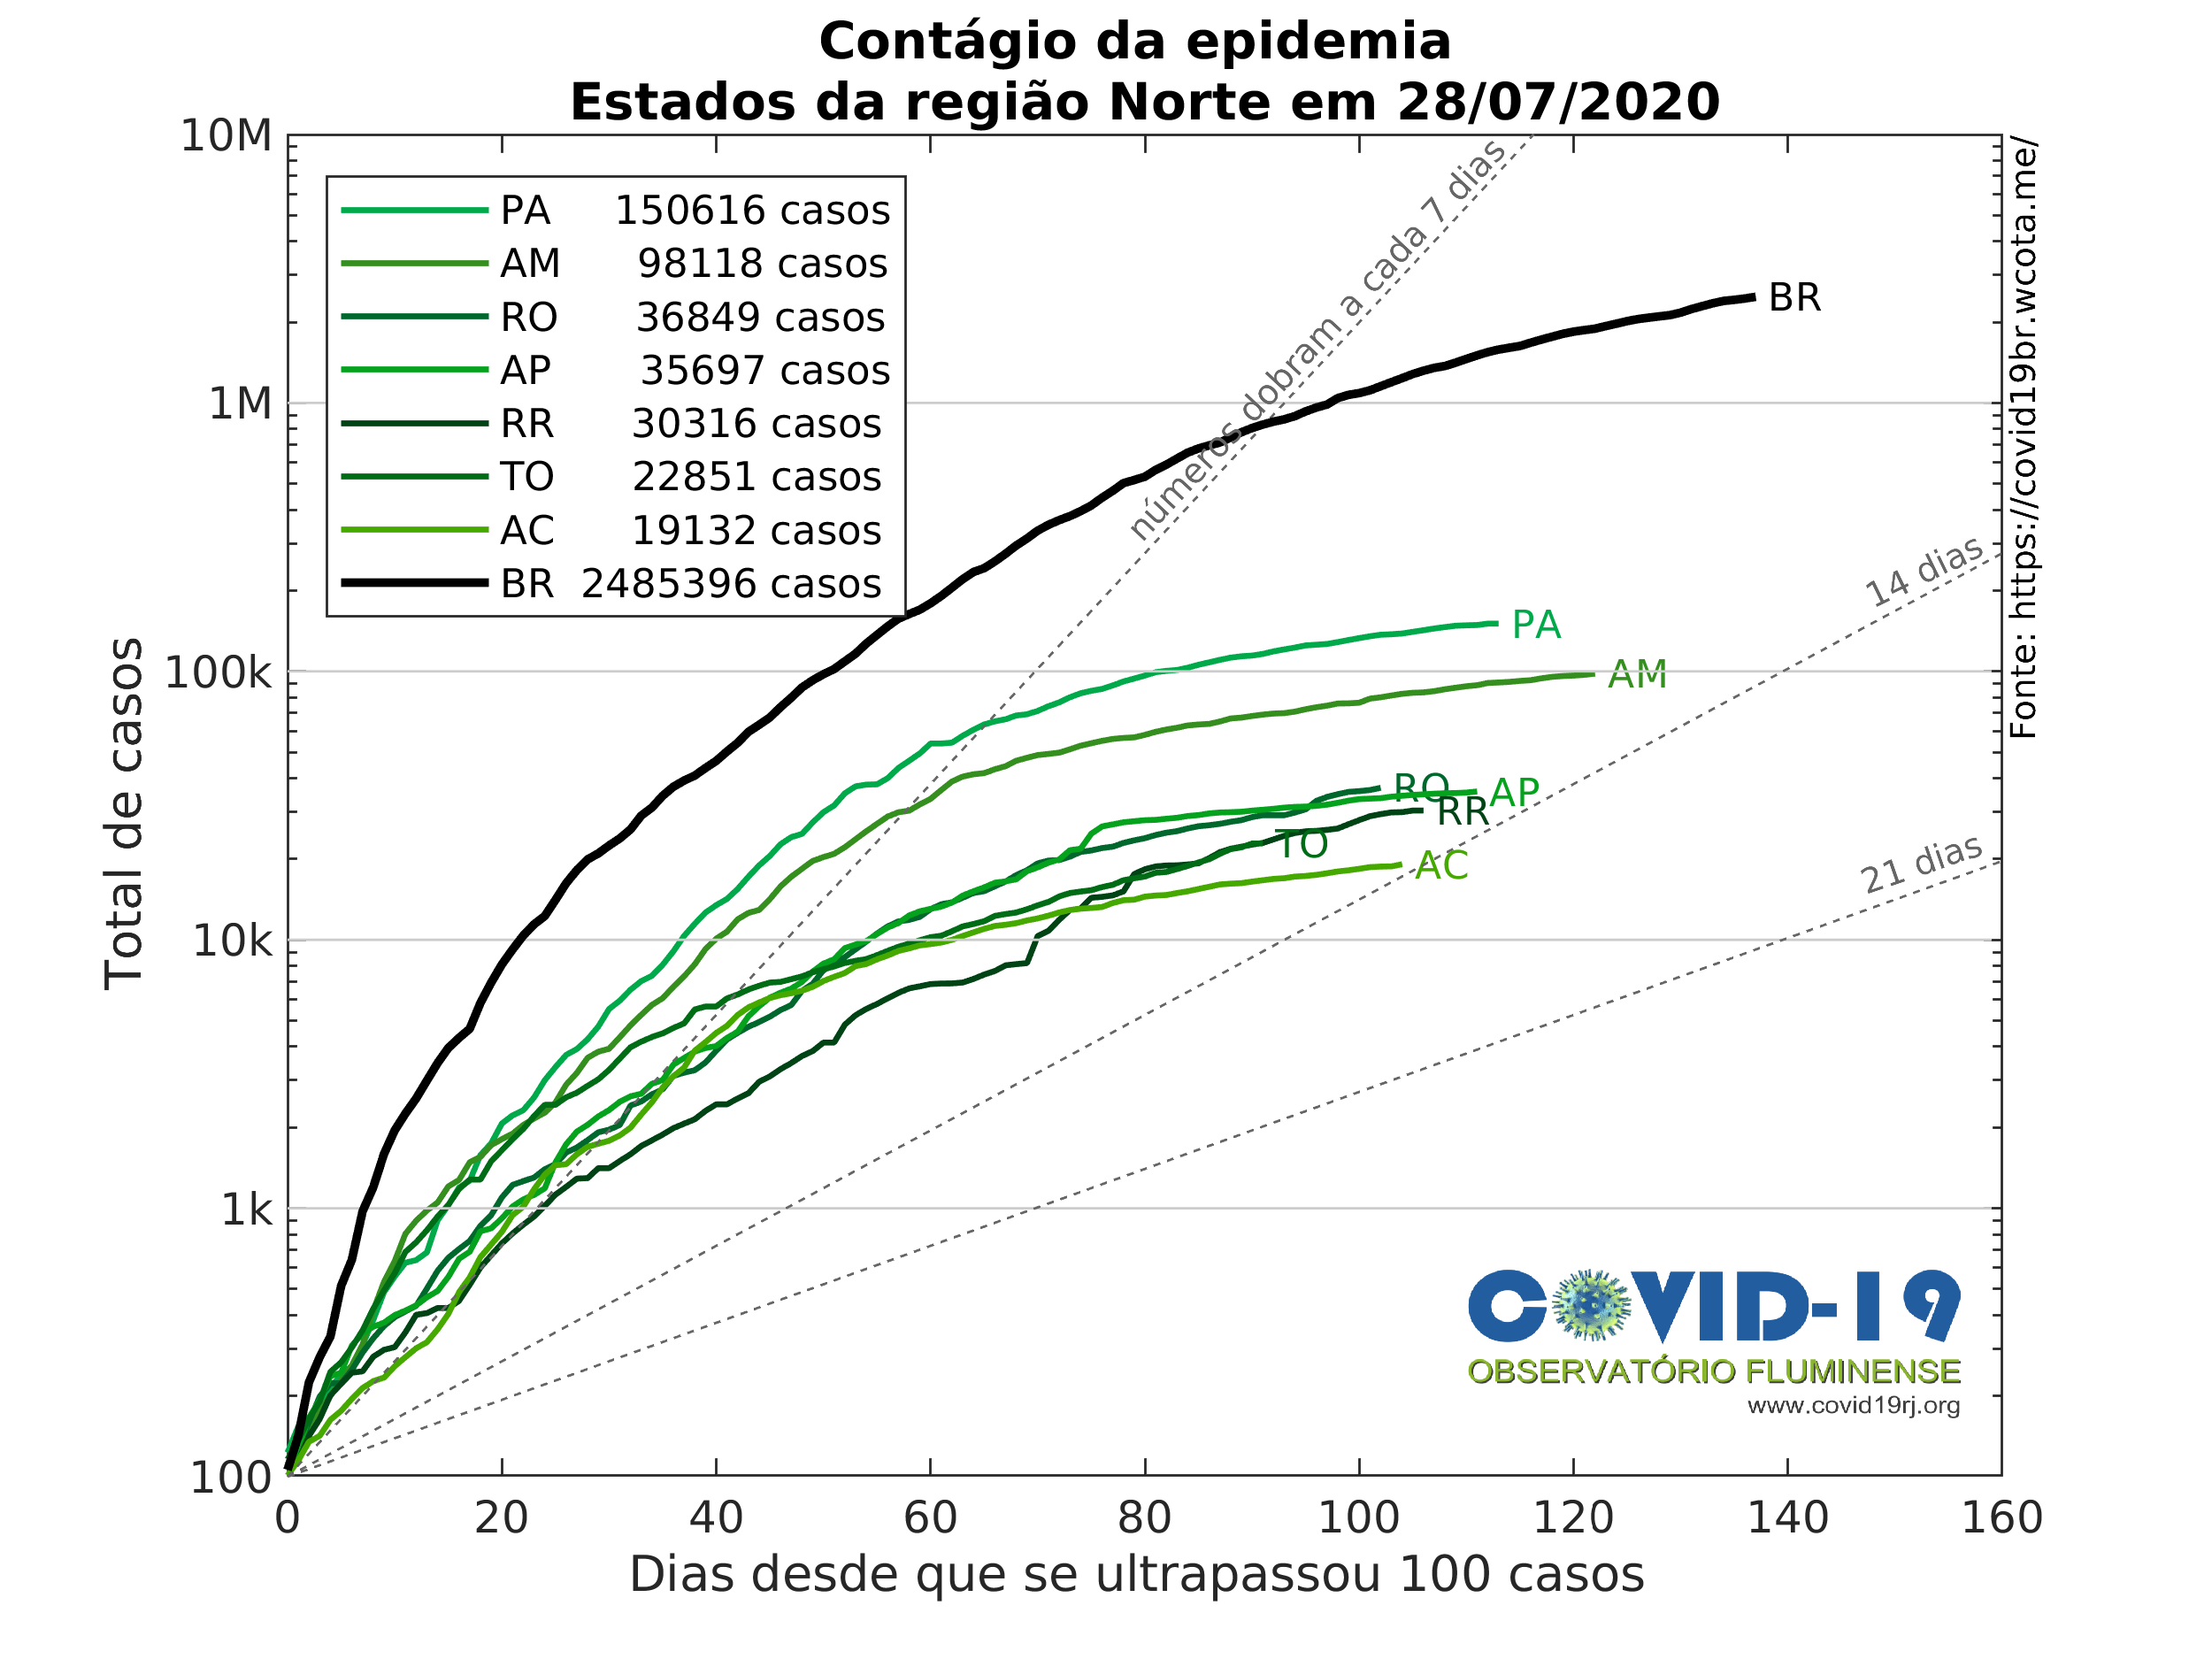 Contágio da epidemia
Estados da região Norte em 28/07/2020
10M
1M
100k
10k
1k
100
Total de casos
PA 150616 casos
AM 98118 casos
RO 36849 casos
AP 35697 casos
RR 30316 casos
TO 22851 casos
AC 19132 casos
BR 2485396 casos
números dobram a cada 7 dias
14 dias
21 dias
BR
PA
AM
RO
AP
RR
TO
AC
Fonte: https://covid19br.wcota.me/
COVID-19
OBSERVATÓRIO FLUMINENSE
www.covid19rj.org
0 20 40 60 80 100 120 140 160
Dias desde que se ultrapassou 100 casos